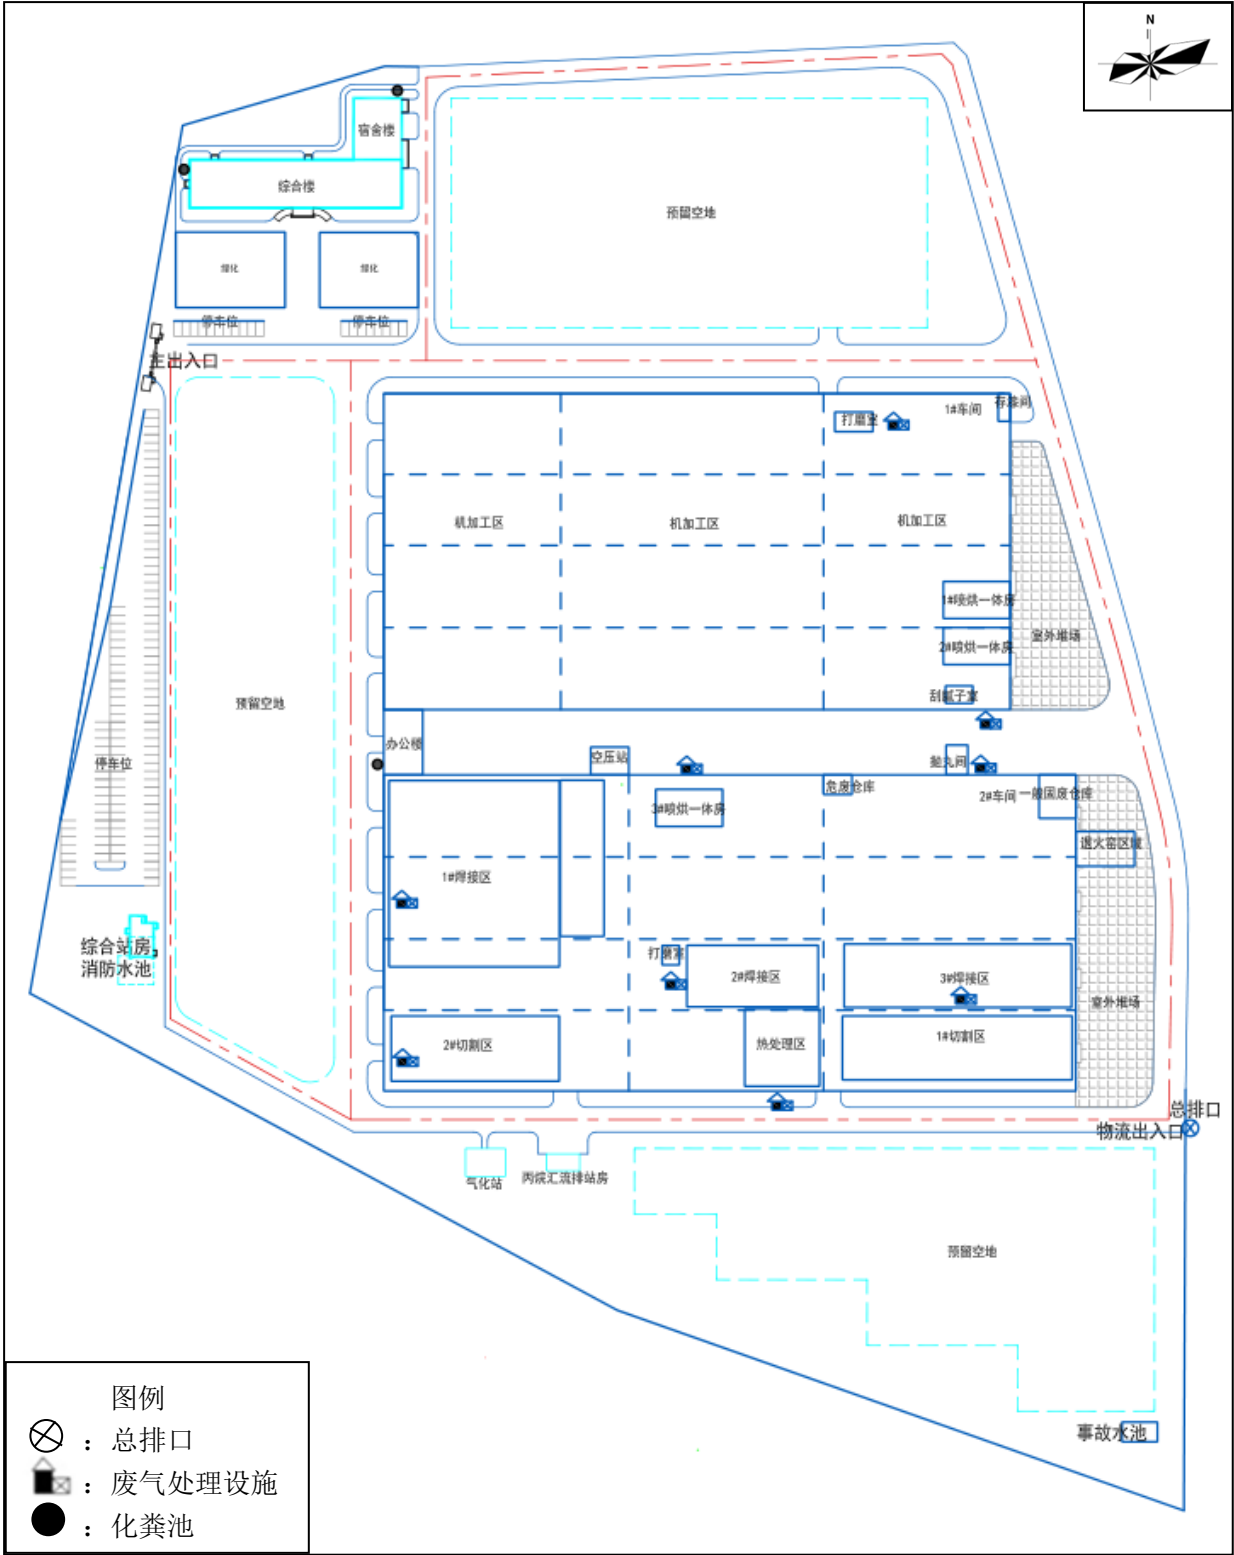 N
宿舍楼
综合楼
预留空地
绿化
绿化
停车位
停车位
主出入口
打磨室
1#车间
存漆间
机加工区
机加工区
机加工区
1#喷烘一体房
室外堆场
2#喷烘一体房
刮腻子室
预留空地
办公楼
空压站
抛丸间
停车位
危废仓库
2#车间
一般固废仓库
3#喷烘一体房
退火窑区域
1#焊接区
综合站房
消防水池
打磨室
2#焊接区
3#焊接区
室外堆场
2#切割区
热处理区
1#切割区
总排口
物流出入口
气化站
丙烷汇流排站房
预留空地
事故水池
图例
：总排口
：废气处理设施
：化粪池